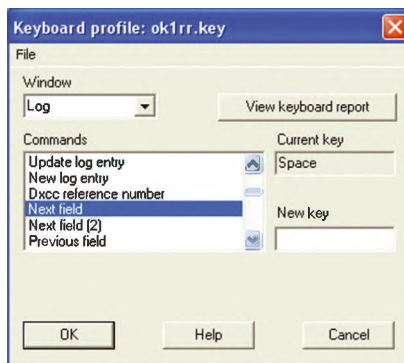 Keyboard profile: ok1rr.key
File
Window
Log
View keyboard report
Commands
Current key
Update log entry
New log entry
Dxcc reference number
Next field
Next field (2)
Previous field
Space
New key
OK
Help
Cancel